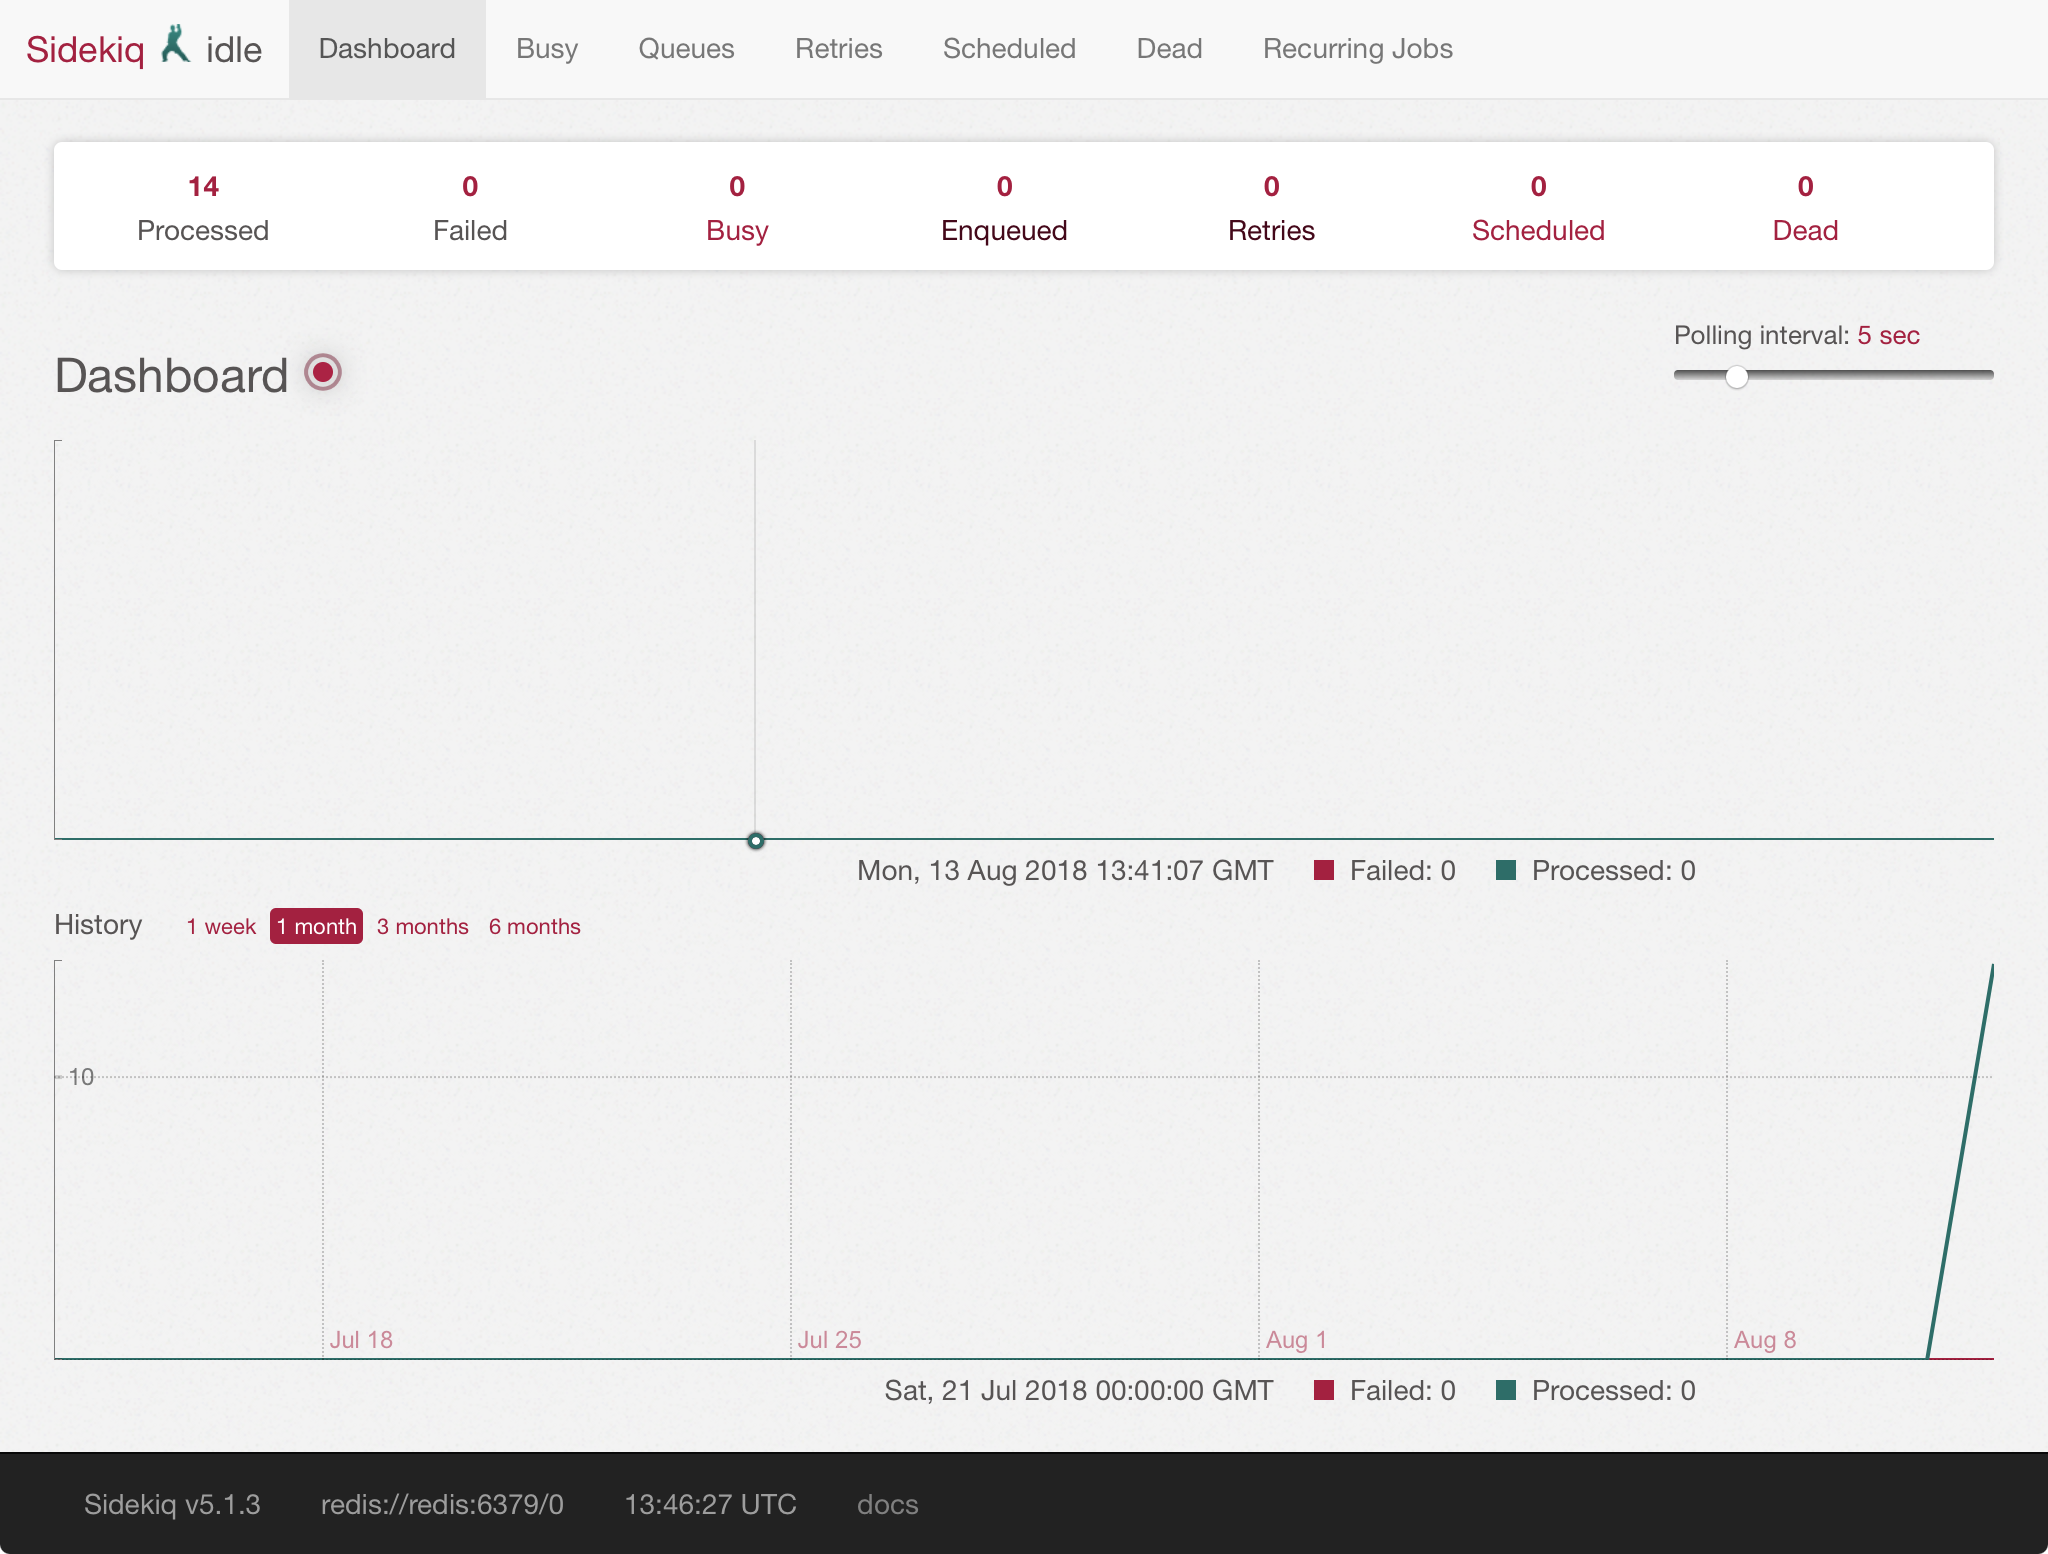 Sidekiq idle Dashboard Busy Queues Retries Scheduled Dead Recurring Jobs
14 0 0 0 0 0 0
Processed Failed Busy Enqueued Retries Scheduled Dead
Polling interval: 5 sec
Dashboard
Mon, 13 Aug 2018 13:41:07 GMT Failed: 0 Processed: 0
History 1 week 1 month 3 months 6 months
10
Jul 18 Jul 25 Aug 1 Aug 8
Sat, 21 Jul 2018 00:00:00 GMT Failed: 0 Processed: 0
Sidekiq v5.1.3 redis://redis:6379/0 13:46:27 UTC docs